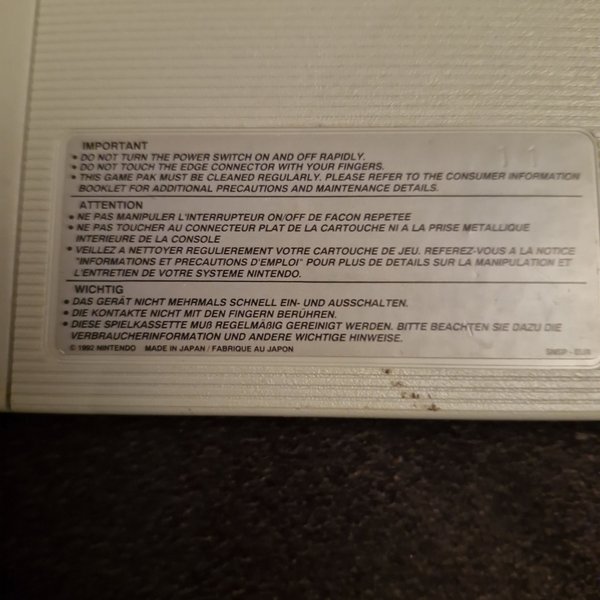 IMPORTANT
• DO NOT TURN THE POWER SWITCH ON AND OFF RAPIDLY.
• DO NOT TOUCH THE EDGE CONNECTOR WITH YOUR FINGERS.
• THIS GAME PAK MUST BE CLEANED REGULARLY. PLEASE REFER TO THE CONSUMER INFORMATION
BOOKLET FOR ADDITIONAL PRECAUTIONS AND MAINTENANCE DETAILS.
ATTENTION
• NE PAS MANIPULER L'INTERRUPTEUR ON/OFF DE FACON REPETEE
• NE PAS TOUCHER AU CONNECTEUR PLAT DE LA CARTOUCHE NI A LA PRISE METALLIQUE
INTERIEURE DE LA CONSOLE
• VEILLEZ A NETTOYER REGULIEREMENT VOTRE CARTOUCHE DE JEU. REFEREZ-VOUS A LA NOTICE
"INFORMATIONS ET PRECAUTIONS D'EMPLOI" POUR PLUS DE DETAILS SUR LA MANIPULATION ET
L'ENTRETIEN DE VOTRE SYSTEME NINTENDO.
WICHTIG
• DAS GERÄT NICHT MEHRMALS SCHNELL EIN- UND AUSSCHALTEN.
• DIE KONTAKTE NICHT MIT DEN FINGERN BERÜHREN.
• DIESE SPIELKASSETTE MUß REGELMÄßIG GEREINIGT WERDEN. BITTE BEACHTEN SIE DAZU DIE
VERBRAUCHERINFORMATION UND ANDERE WICHTIGE HINWEISE.
© 1992 NINTENDO MADE IN JAPAN / FABRIQUE AU JAPON
SNSP - EUR